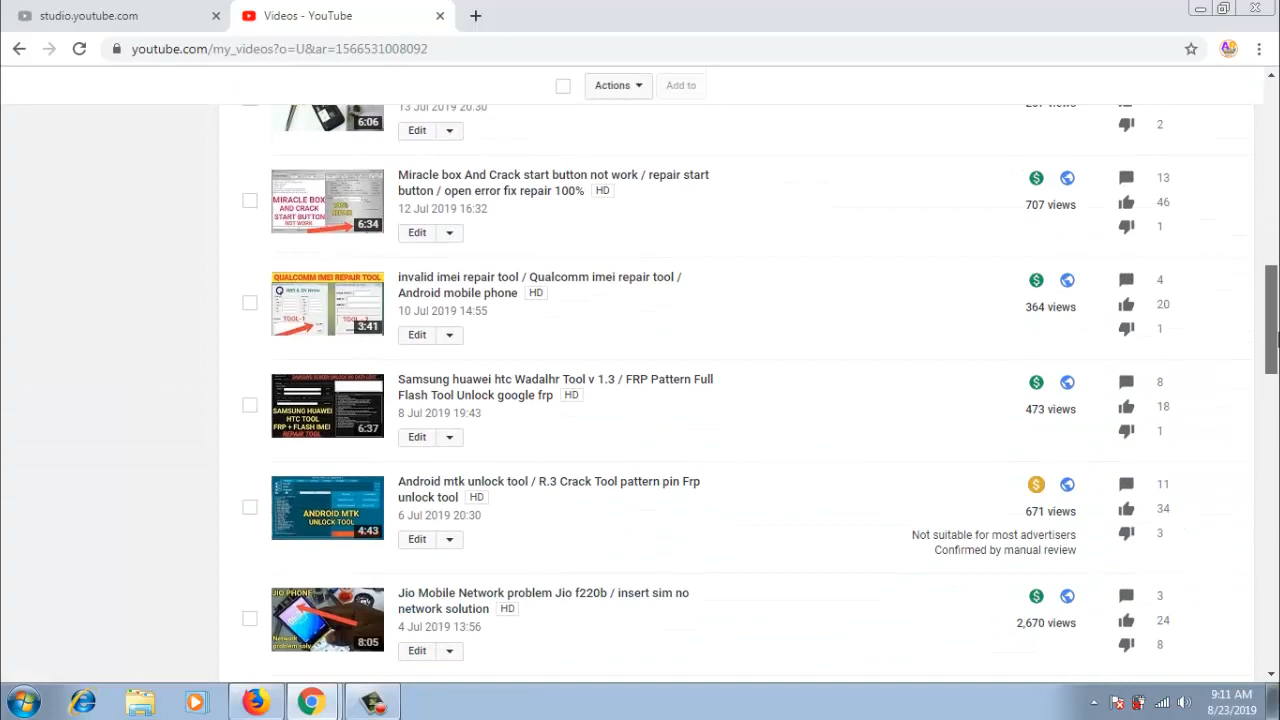 studio.youtube.com
Videos - YouTube
youtube.com/my_videos?o=U&ar=1566531008092
Actions
Add to
6:06
13 Jul 2019 20:30
Edit
2
MIRACLE BOX
AND CRACK
START BUTTON
NOT WORK
100%
REPAIR
6:34
Miracle box And Crack start button not work / repair start
button / open error fix repair 100% HD
12 Jul 2019 16:32
Edit
707 views
13
46
1
QUALCOMM IMEI REPAIR TOOL
TOOL-1
3:41
invalid imei repair tool / Qualcomm imei repair tool /
Android mobile phone HD
10 Jul 2019 14:55
Edit
364 views
4
20
1
SAMSUNG HUAWEI
HTC TOOL
FRP + FLASH IMEI
REPAIR TOOL
6:37
Samsung huawei htc Wadalhr Tool v 1.3 / FRP Pattern Full
Flash Tool Unlock google frp HD
8 Jul 2019 19:43
Edit
473 views
8
18
1
ANDROID MTK
UNLOCK TOOL
4:43
Android mtk unlock tool / R.3 Crack Tool pattern pin Frp
unlock tool HD
6 Jul 2019 20:30
Edit
671 views
Not suitable for most advertisers
Confirmed by manual review
11
34
3
JIO PHONE
Network
problem solv
8:05
Jio Mobile Network problem Jio f220b / insert sim no
network solution HD
4 Jul 2019 13:56
Edit
2,670 views
3
24
8
9:11 AM
8/23/2019